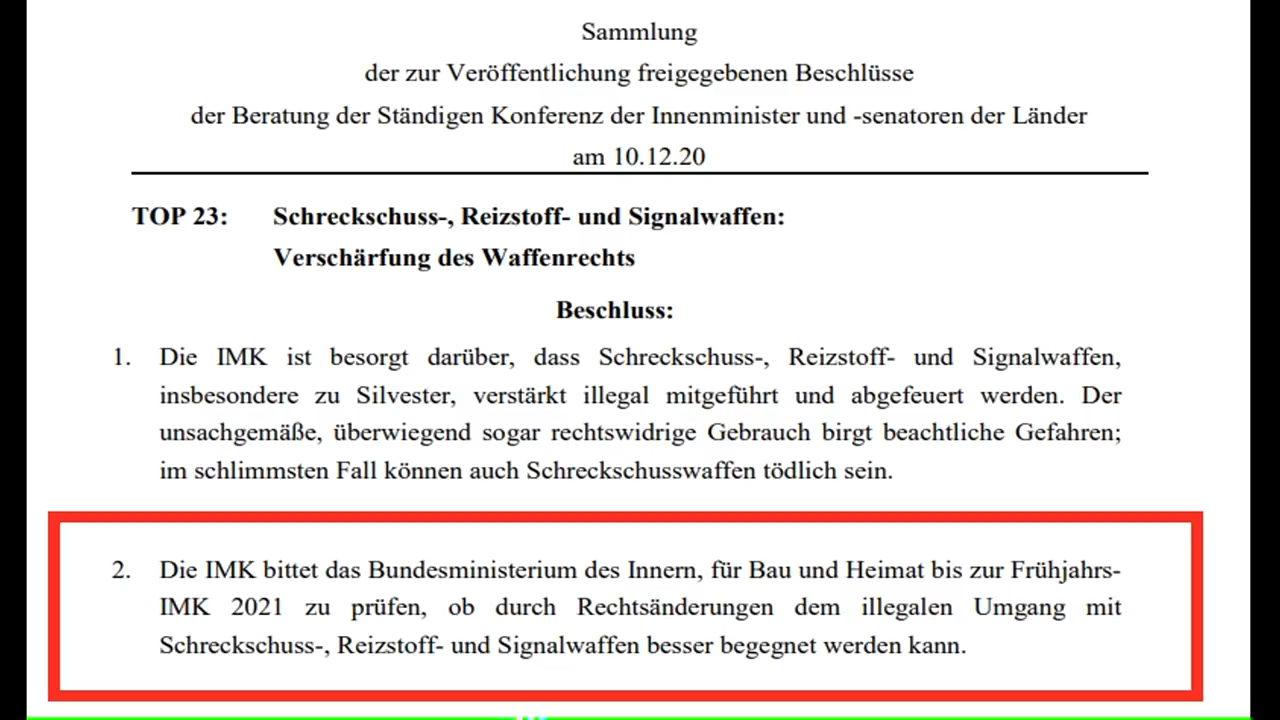 Sammlung
der zur Veröffentlichung freigegebenen Beschlüsse
der Beratung der Ständigen Konferenz der Innenminister und -senatoren der Länder
am 10.12.20
TOP 23: Schreckschuss-, Reizstoff- und Signalwaffen:
Verschärfung des Waffenrechts
Beschluss:
1. Die IMK ist besorgt darüber, dass Schreckschuss-, Reizstoff- und Signalwaffen,
insbesondere zu Silvester, verstärkt illegal mitgeführt und abgefeuert werden. Der
unsachgemäße, überwiegend sogar rechtswidrige Gebrauch birgt beachtliche Gefahren;
im schlimmsten Fall können auch Schreckschusswaffen tödlich sein.
2. Die IMK bittet das Bundesministerium des Innern, für Bau und Heimat bis zur Frühjahrs-
IMK 2021 zu prüfen, ob durch Rechtsänderungen dem illegalen Umgang mit
Schreckschuss-, Reizstoff- und Signalwaffen besser begegnet werden kann.